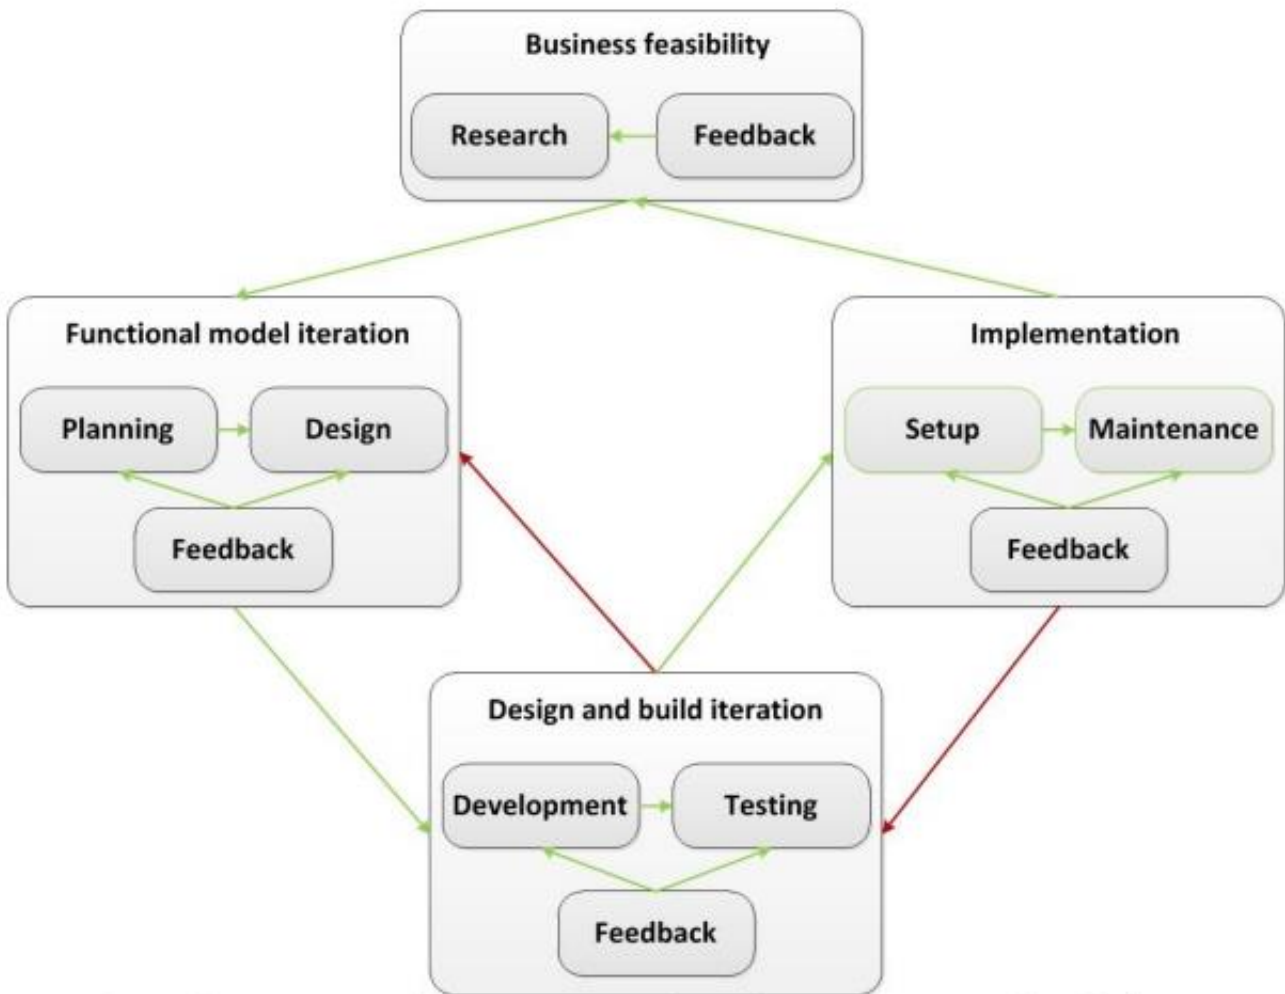 Business feasibility
Research
Feedback
Functional model iteration
Planning
Design
Feedback
Implementation
Setup
Maintenance
Feedback
Design and build iteration
Development
Testing
Feedback